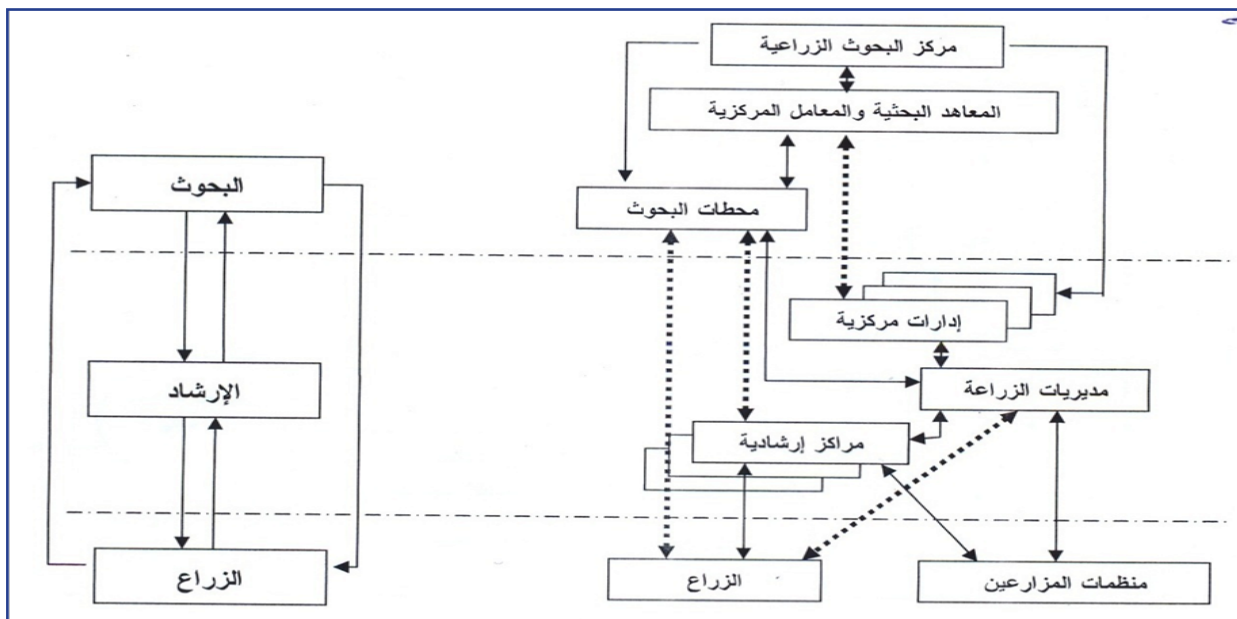 مركز البحوث الزراعية
المعاهد البحثية والمعامل المركزية
محطات البحوث
إدارات مركزية
مديريات الزراعة
مراكز إرشادية
الزراع
منظمات المزارعين
البحوث
الإرشاد
الزراع